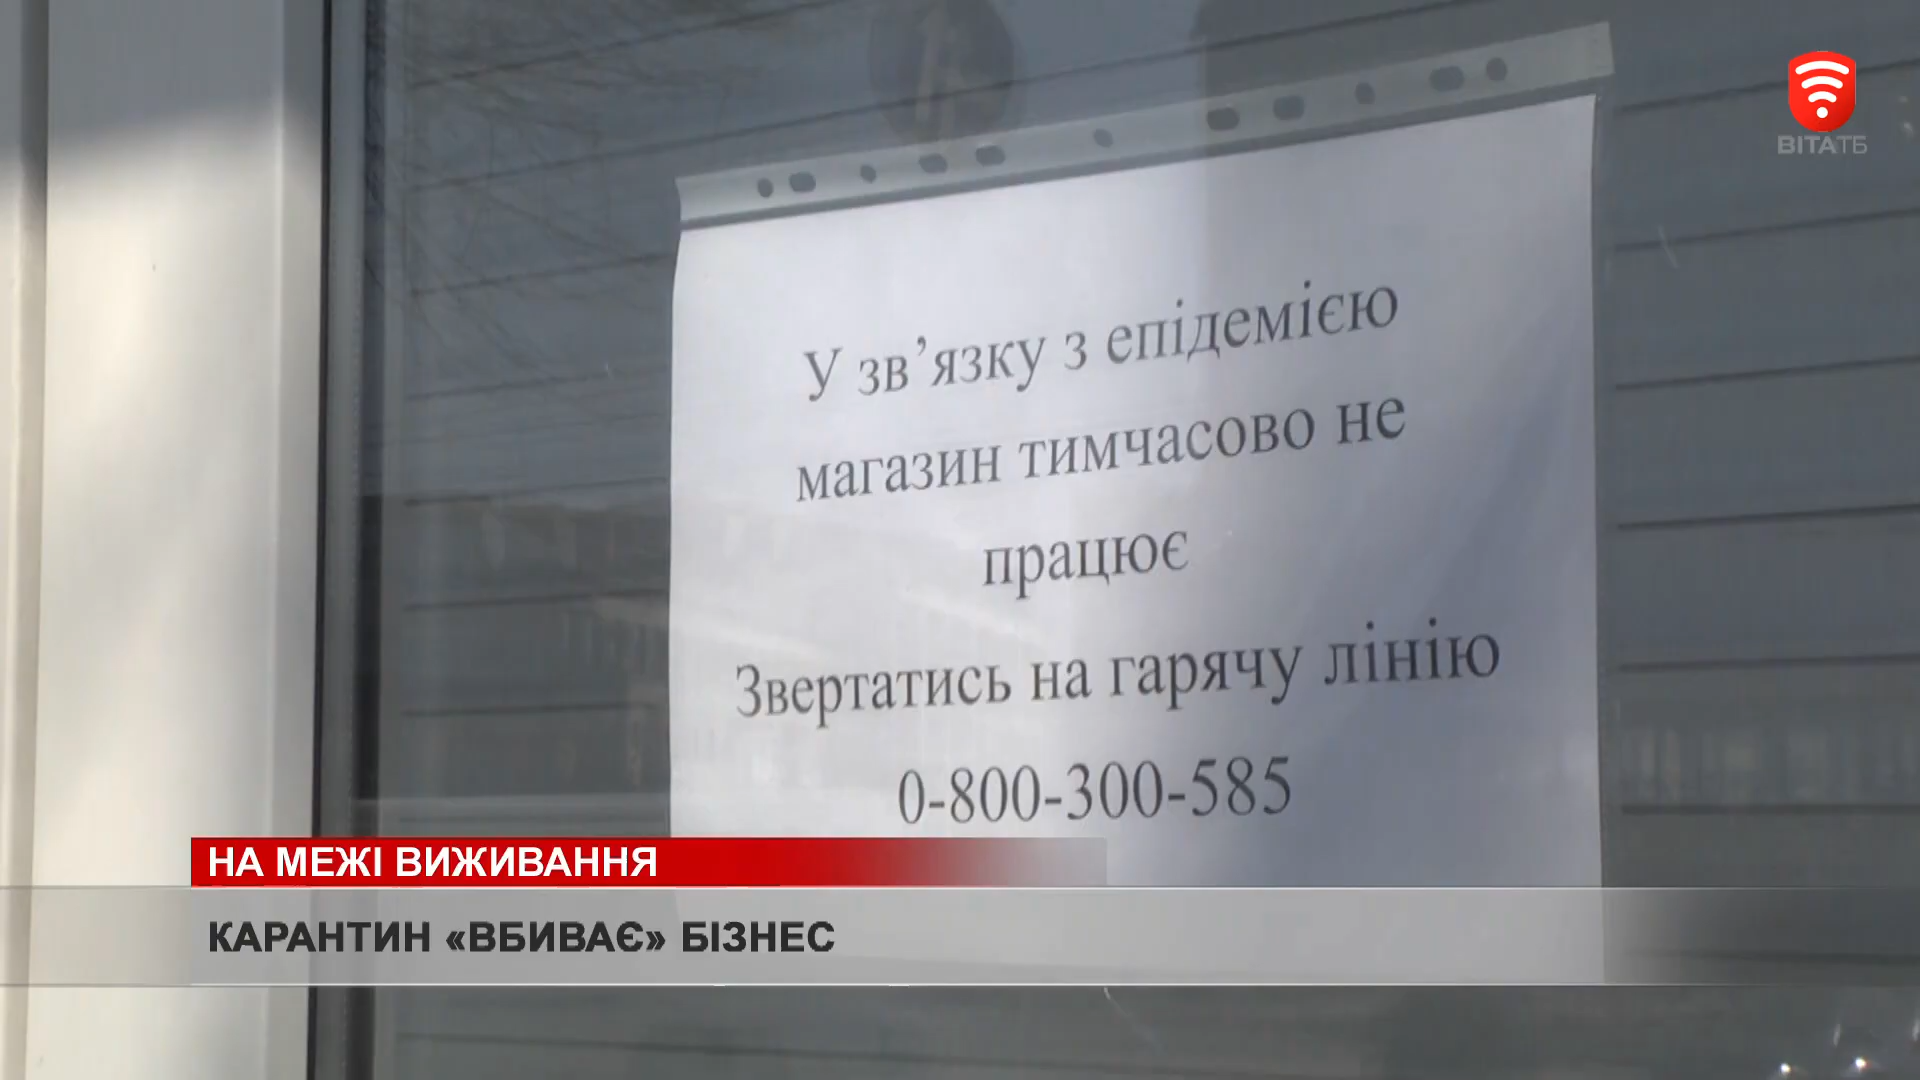 ВІТАТБ
У зв’язку з епідемією
магазин тимчасово не
працює
Звертатись на гарячу лінію
0-800-300-585
НА МЕЖІ ВИЖИВАННЯ
КАРАНТИН «ВБИВАЄ» БІЗНЕС